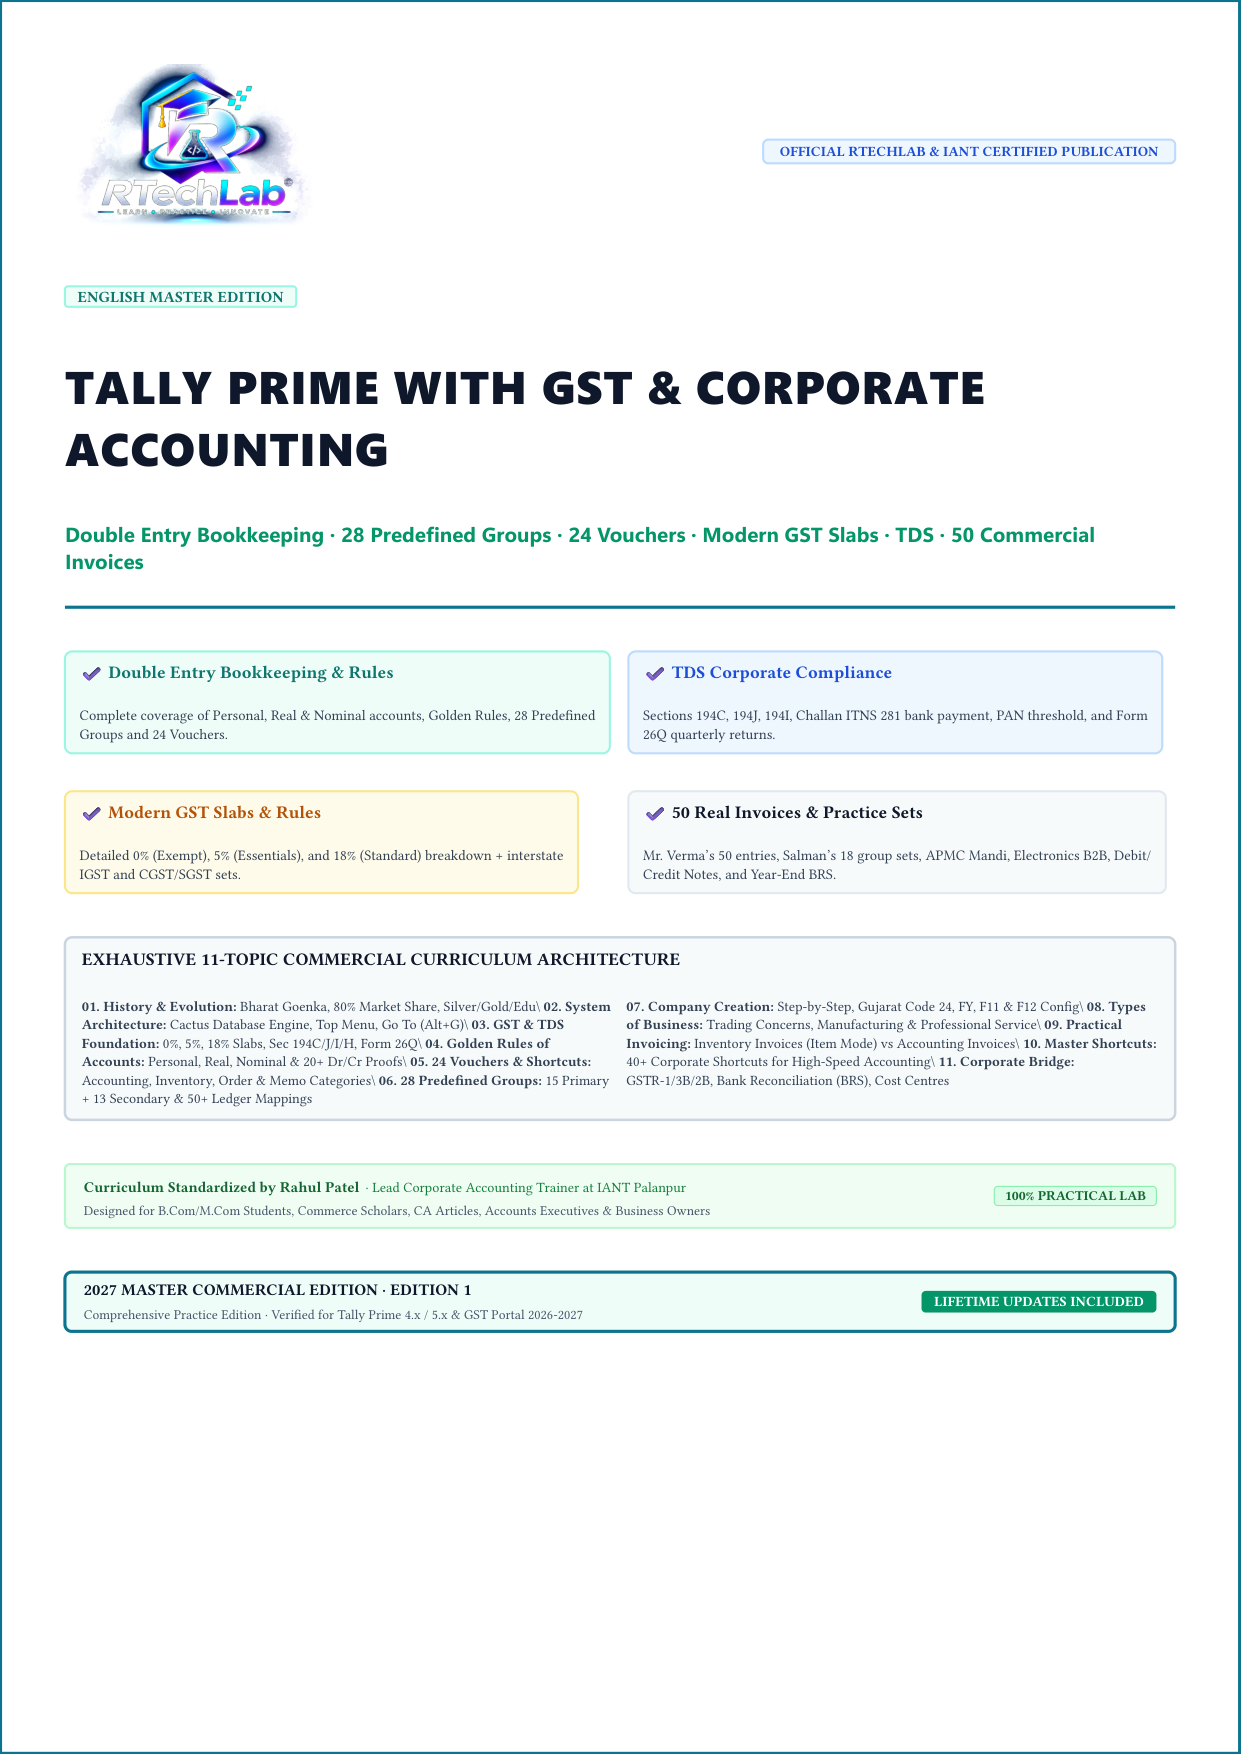 RTechLab
LEARN • PRACTICE • INNOVATE
OFFICIAL RTECHLAB & IANT CERTIFIED PUBLICATION
ENGLISH MASTER EDITION
TALLY PRIME WITH GST & CORPORATE
ACCOUNTING
Double Entry Bookkeeping · 28 Predefined Groups · 24 Vouchers · Modern GST Slabs · TDS · 50 Commercial
Invoices
✔ Double Entry Bookkeeping & Rules
Complete coverage of Personal, Real & Nominal accounts, Golden Rules, 28 Predefined
Groups and 24 Vouchers.
✔ TDS Corporate Compliance
Sections 194C, 194J, 194I, Challan ITNS 281 bank payment, PAN threshold, and Form
26Q quarterly returns.
✔ Modern GST Slabs & Rules
Detailed 0% (Exempt), 5% (Essentials), and 18% (Standard) breakdown + interstate
IGST and CGST/SGST sets.
✔ 50 Real Invoices & Practice Sets
Mr. Verma's 50 entries, Salman's 18 group sets, APMC Mandi, Electronics B2B, Debit/
Credit Notes, and Year-End BRS.
EXHAUSTIVE 11-TOPIC COMMERCIAL CURRICULUM ARCHITECTURE
01. History & Evolution: Bharat Goenka, 80% Market Share, Silver/Gold/Edu\ 02. System
Architecture: Cactus Database Engine, Top Menu, Go To (Alt+G)\ 03. GST & TDS
Foundation: 0%, 5%, 18% Slabs, Sec 194C/J/I/H, Form 26Q\ 04. Golden Rules of
Accounts: Personal, Real, Nominal & 20+ Dr/Cr Proofs\ 05. 24 Vouchers & Shortcuts:
Accounting, Inventory, Order & Memo Categories\ 06. 28 Predefined Groups: 15 Primary
+ 13 Secondary & 50+ Ledger Mappings
07. Company Creation: Step-by-Step, Gujarat Code 24, FY, F11 & F12 Config\ 08. Types
of Business: Trading Concerns, Manufacturing & Professional Service\ 09. Practical
Invoicing: Inventory Invoices (Item Mode) vs Accounting Invoices\ 10. Master Shortcuts:
40+ Corporate Shortcuts for High-Speed Accounting\ 11. Corporate Bridge:
GSTR-1/3B/2B, Bank Reconciliation (BRS), Cost Centres
Curriculum Standardized by Rahul Patel · Lead Corporate Accounting Trainer at IANT Palanpur
Designed for B.Com/M.Com Students, Commerce Scholars, CA Articles, Accounts Executives & Business Owners
100% PRACTICAL LAB
2027 MASTER COMMERCIAL EDITION · EDITION 1
Comprehensive Practice Edition · Verified for Tally Prime 4.x / 5.x & GST Portal 2026-2027
LIFETIME UPDATES INCLUDED